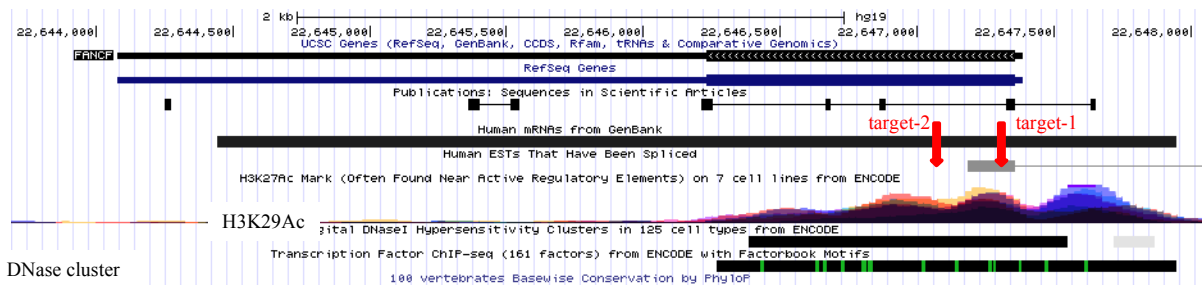 2 kb hg19
22,644,000 22,644,500 22,645,000 22,645,500 22,646,000 22,646,500 22,647,000 22,647,500 22,648,000
UCSC Genes (RefSeq, GenBank, CCDS, Rfam, tRNAs & Comparative Genomics)
FANCF
RefSeq Genes
Publications: Sequences in Scientific Articles
target-2 target-1
Human mRNAs from GenBank
Human ESTs That Have Been Spliced
H3K27Ac Mark (Often Found Near Active Regulatory Elements) on 7 cell lines from ENCODE
H3K29Ac
igital DNaseI Hypersensitivity Clusters in 125 cell types from ENCODE
DNase cluster
Transcription Factor ChIP-seq (161 factors) from ENCODE with Factorbook Motifs
100 vertebrates Basewise Conservation by PhyloP